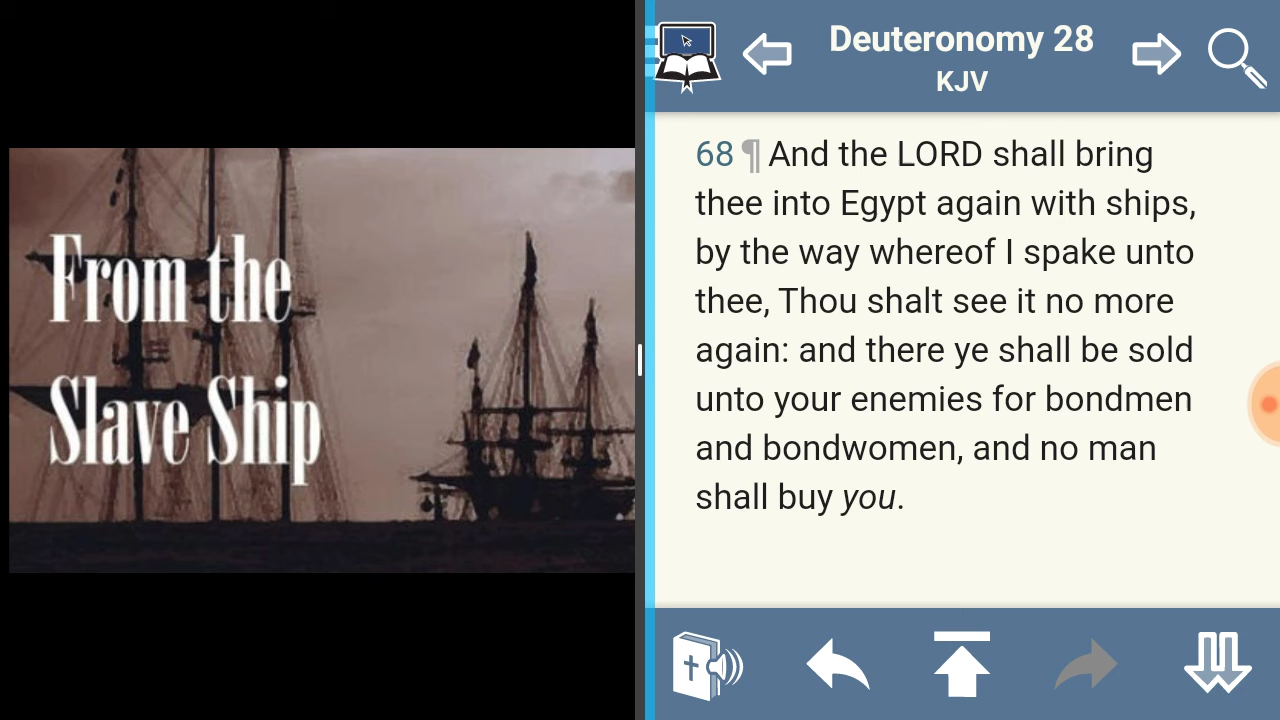 From the
Slave Ship
Deuteronomy 28
KJV
68 ¶ And the LORD shall bring
thee into Egypt again with ships,
by the way whereof I spake unto
thee, Thou shalt see it no more
again: and there ye shall be sold
unto your enemies for bondmen
and bondwomen, and no man
shall buy you.